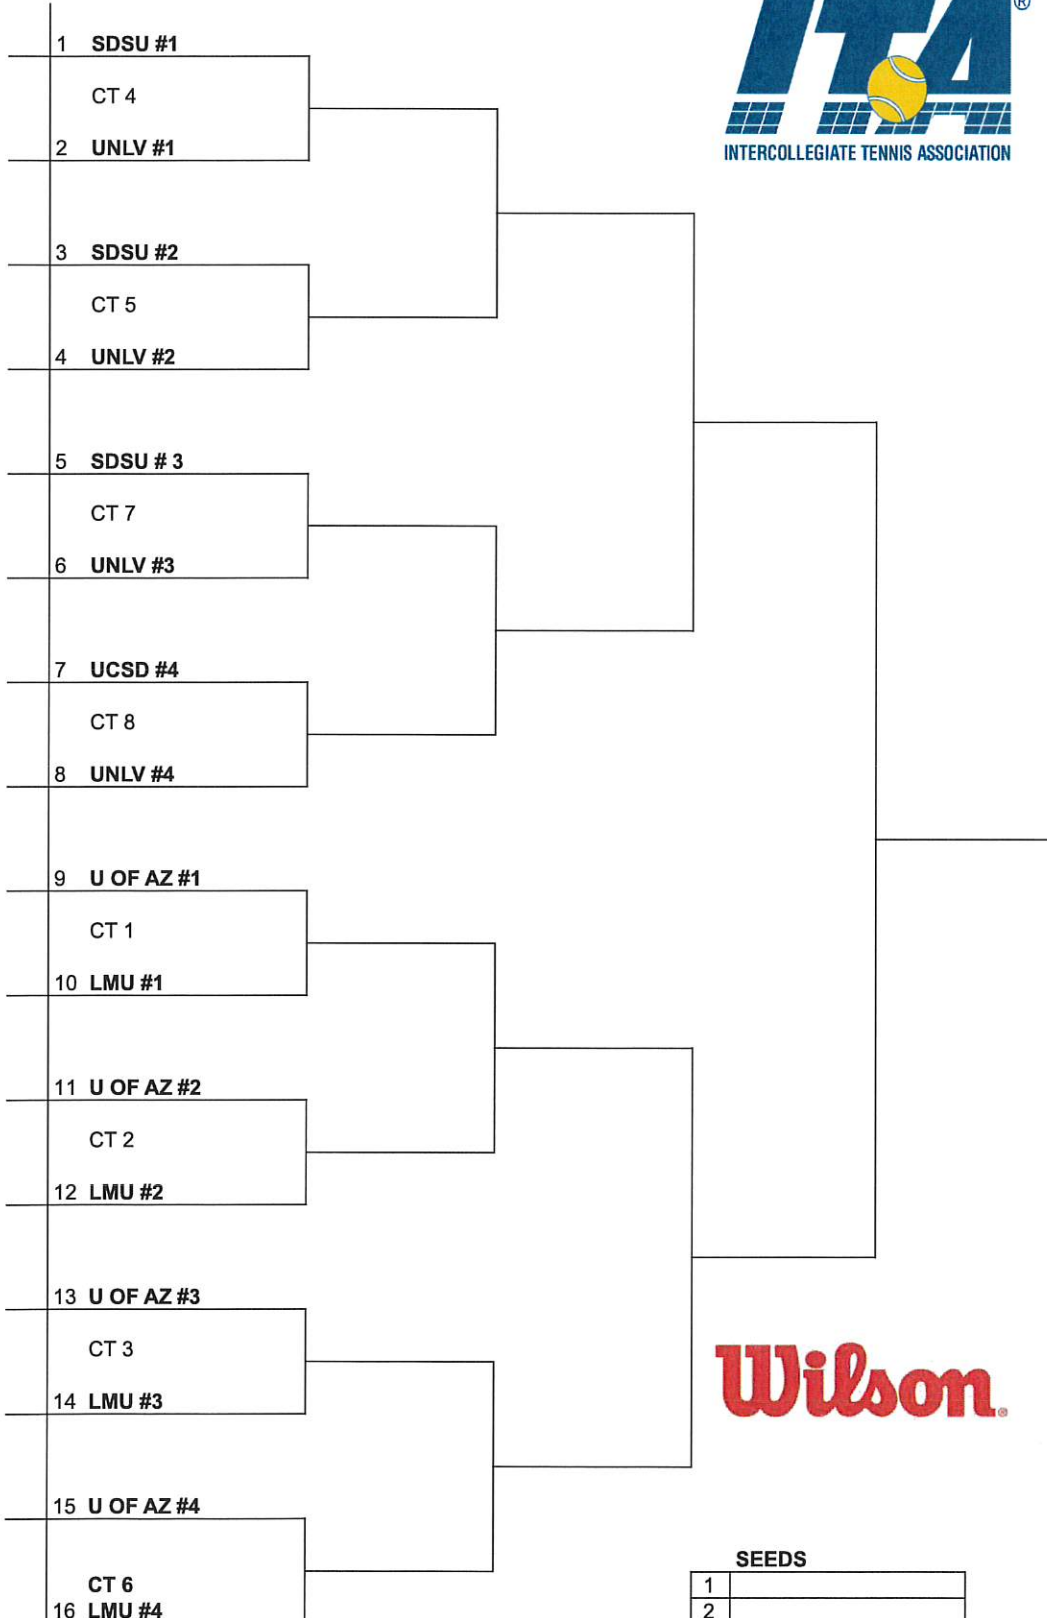 1 SDSU #1
CT 4
2 UNLV #1
ITA ®
INTERCOLLEGIATE TENNIS ASSOCIATION
3 SDSU #2
CT 5
4 UNLV #2
5 SDSU # 3
CT 7
6 UNLV #3
7 UCSD #4
CT 8
8 UNLV #4
9 U OF AZ #1
CT 1
10 LMU #1
11 U OF AZ #2
CT 2
12 LMU #2
13 U OF AZ #3
CT 3
14 LMU #3
Wilson®
15 U OF AZ #4
CT 6
16 LMU #4
SEEDS
1
2